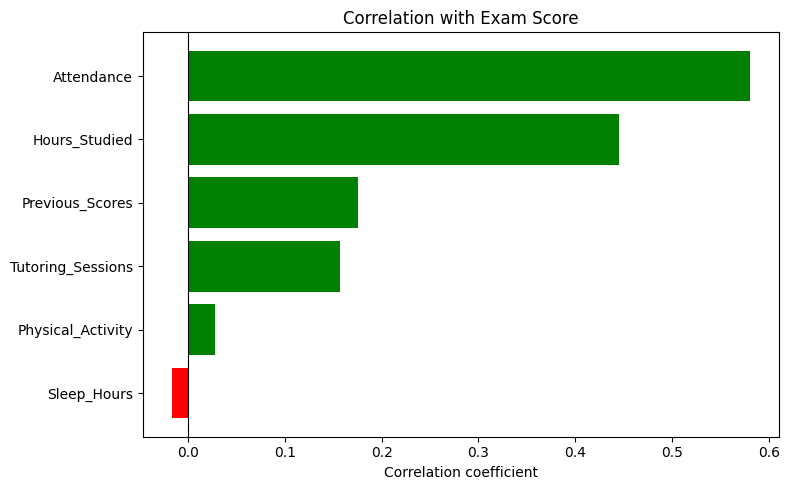 Correlation with Exam Score
Attendance
Hours_Studied
Previous_Scores
Tutoring_Sessions
Physical_Activity
Sleep_Hours
0.0 0.1 0.2 0.3 0.4 0.5 0.6
Correlation coefficient